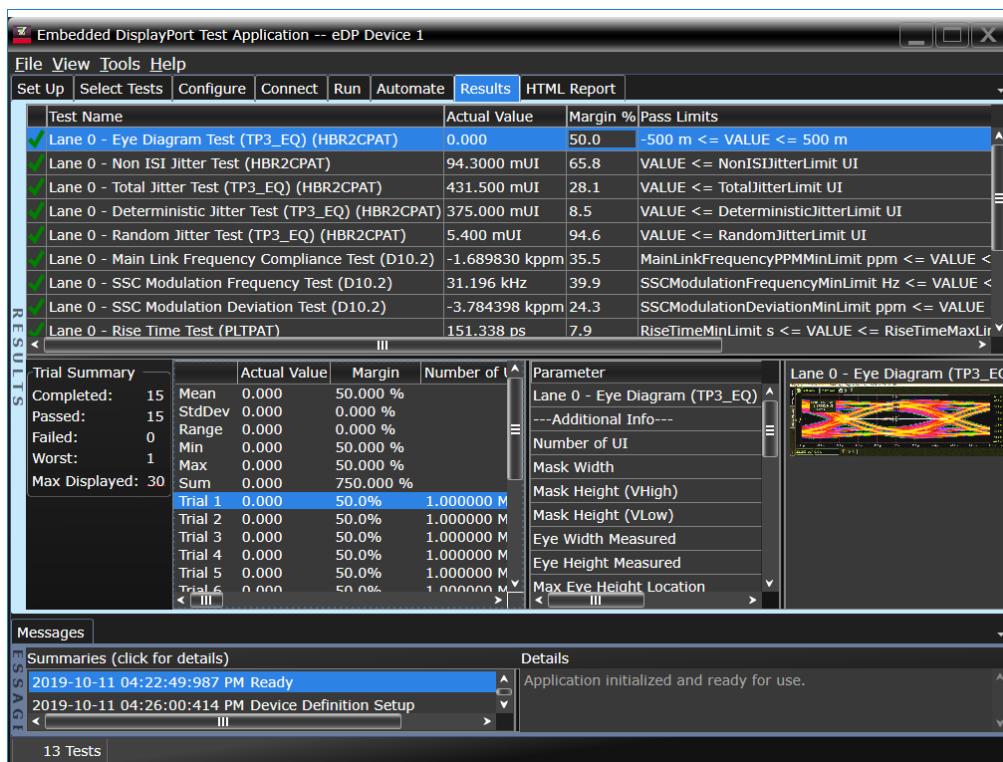 Embedded DisplayPort Test Application -- eDP Device 1
File View Tools Help
Set Up Select Tests Configure Connect Run Automate Results HTML Report
Test Name Actual Value Margin % Pass Limits
Lane 0 - Eye Diagram Test (TP3_EQ) (HBR2CPAT) 0.000 50.0 -500 m <= VALUE <= 500 m
Lane 0 - Non ISI Jitter Test (HBR2CPAT) 94.3000 mUI 65.8 VALUE <= NonISIJitterLimit UI
Lane 0 - Total Jitter Test (TP3_EQ) (HBR2CPAT) 431.500 mUI 28.1 VALUE <= TotalJitterLimit UI
Lane 0 - Deterministic Jitter Test (TP3_EQ) (HBR2CPAT) 375.000 mUI 8.5 VALUE <= DeterministicJitterLimit UI
Lane 0 - Random Jitter Test (TP3_EQ) (HBR2CPAT) 5.400 mUI 94.6 VALUE <= RandomJitterLimit UI
Lane 0 - Main Link Frequency Compliance Test (D10.2) -1.689830 kppm 35.5 MainLinkFrequencyPPMMinLimit ppm <= VALUE <
Lane 0 - SSC Modulation Frequency Test (D10.2) 31.196 kHz 39.9 SSCModulationFrequencyMinLimit Hz <= VALUE <
Lane 0 - SSC Modulation Deviation Test (D10.2) -3.784398 kppm 24.3 SSCModulationDeviationMinLimit ppm <= VALUE
Lane 0 - Rise Time Test (PLTPAT) 151.338 ps 7.9 RiseTimeMinLimit s <= VALUE <= RiseTimeMaxLir
RESULTS
Trial Summary
Completed: 15
Passed: 15
Failed: 0
Worst: 1
Max Displayed: 30
Actual Value Margin Number of U
Mean 0.000 50.000 %
StdDev 0.000 0.000 %
Range 0.000 0.000 %
Min 0.000 50.000 %
Max 0.000 50.000 %
Sum 0.000 750.000 %
Trial 1 0.000 50.0% 1.000000 M
Trial 2 0.000 50.0% 1.000000 M
Trial 3 0.000 50.0% 1.000000 M
Trial 4 0.000 50.0% 1.000000 M
Trial 5 0.000 50.0% 1.000000 M
Trial 6 0.000 50.0% 1.000000 M
Parameter
Lane 0 - Eye Diagram (TP3_EQ)
---Additional Info---
Number of UI
Mask Width
Mask Height (VHigh)
Mask Height (VLow)
Eye Width Measured
Eye Height Measured
Max Eye Height Location
Lane 0 - Eye Diagram (TP3_EQ
Messages
ESSAGE
Summaries (click for details)
2019-10-11 04:22:49:987 PM Ready
2019-10-11 04:26:00:414 PM Device Definition Setup
Details
Application initialized and ready for use.
13 Tests